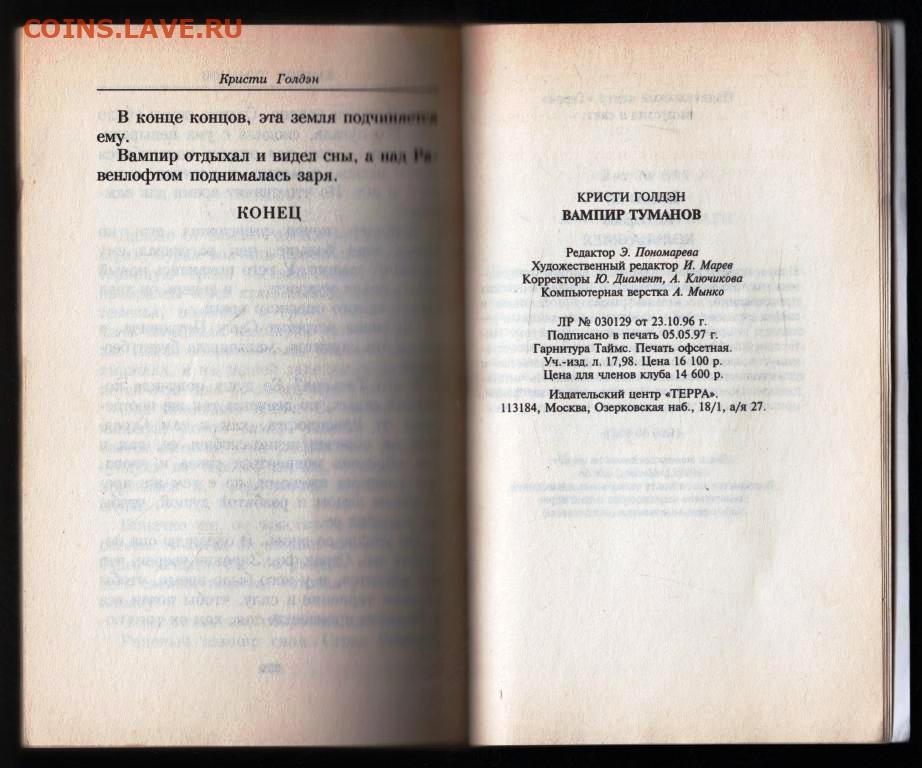 COINS.LAVE.RU
Кристи Голдэн
В конце концов, эта земля подчиняется
ему.
Вампир отдыхал и видел сны, а над Ра-
венлофтом поднималась заря.
КОНЕЦ
КРИСТИ ГОЛДЭН
ВАМПИР ТУМАНОВ
Редактор Э. Пономарева
Художественный редактор И. Марев
Корректоры Ю. Диамент, А. Ключикова
Компьютерная верстка А. Мынко
ЛР № 030129 от 23.10.96 г.
Подписано в печать 05.05.97 г.
Гарнитура Таймс. Печать офсетная.
Уч.-изд. л. 17,98. Цена 16 100 р.
Цена для членов клуба 14 600 р.
Издательский центр «ТЕРРА».
113184, Москва, Озерковская наб., 18/1, а/я 27.